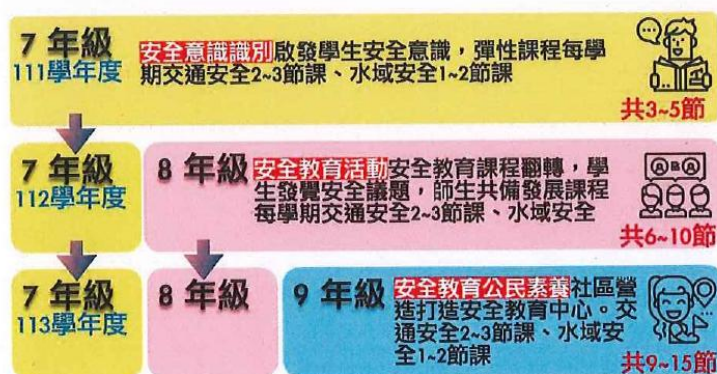 7 年級
111學年度
安全意識識別啟發學生安全意識，彈性課程每學
期交通安全2~3節課、水域安全1~2節課
共3~5節
7 年級
112學年度
8 年級
安全教育活動安全教育課程翻轉，學
生發覺安全議題，師生共備發展課程
每學期交通安全2~3節課、水域安全
共6~10節
7 年級
113學年度
8 年級
9 年級
安全教育公民素養社區營
造打造安全教育中心。交
通安全2~3節課、水域安
全1~2節課
共9~15節